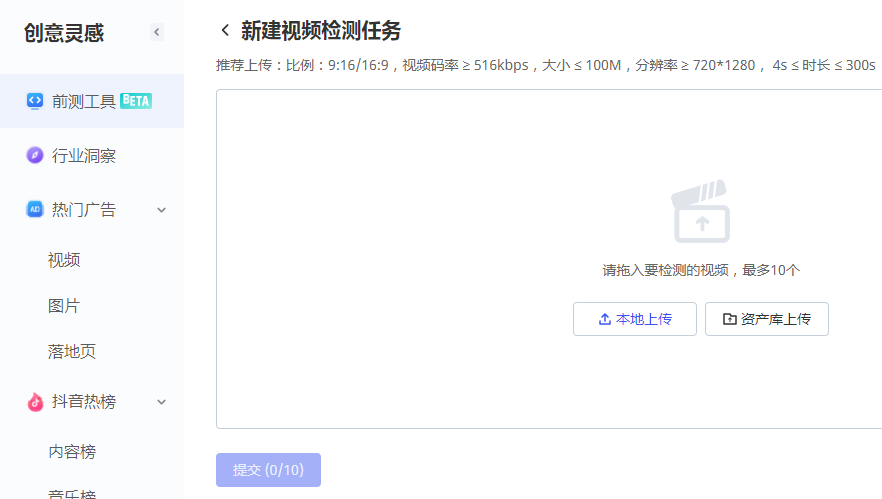 创意灵感
前测工具 BETA
行业洞察
AD 热门广告
视频
图片
落地页
抖音热榜
内容榜
音乐榜
新建视频检测任务
推荐上传：比例：9:16/16:9，视频码率 ≥ 516kbps，大小 ≤ 100M，分辨率 ≥ 720*1280， 4s ≤ 时长 ≤ 300s
请拖入要检测的视频，最多10个
本地上传
资产库上传
提交 (0/10)